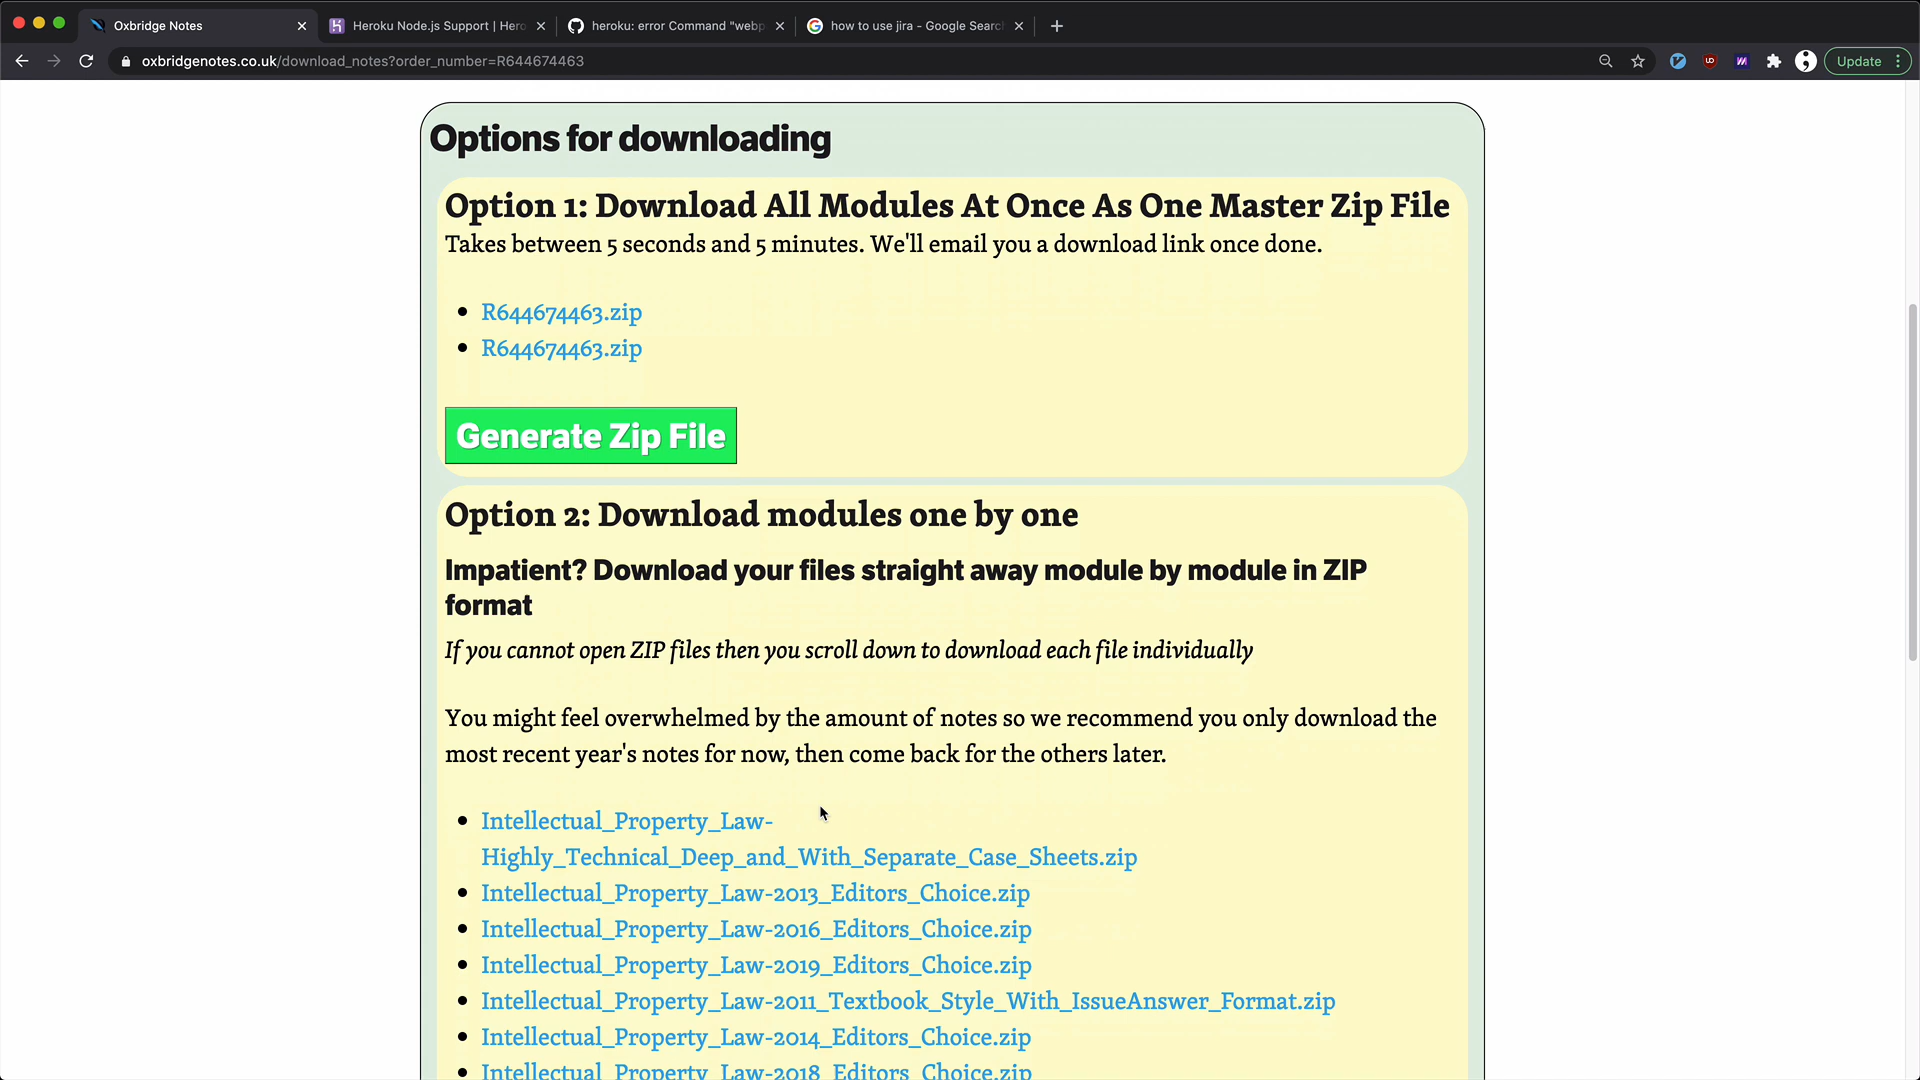 Oxbridge Notes
Heroku Node.js Support | Hero
heroku: error Command "webp
how to use jira - Google Search
oxbridgenotes.co.uk/download_notes?order_number=R644674463
Update
Options for downloading
Option 1: Download All Modules At Once As One Master Zip File
Takes between 5 seconds and 5 minutes. We'll email you a download link once done.
R644674463.zip
R644674463.zip
Generate Zip File
Option 2: Download modules one by one
Impatient? Download your files straight away module by module in ZIP
format
If you cannot open ZIP files then you scroll down to download each file individually
You might feel overwhelmed by the amount of notes so we recommend you only download the
most recent year's notes for now, then come back for the others later.
Intellectual_Property_Law-
Highly_Technical_Deep_and_With_Separate_Case_Sheets.zip
Intellectual_Property_Law-2013_Editors_Choice.zip
Intellectual_Property_Law-2016_Editors_Choice.zip
Intellectual_Property_Law-2019_Editors_Choice.zip
Intellectual_Property_Law-2011_Textbook_Style_With_IssueAnswer_Format.zip
Intellectual_Property_Law-2014_Editors_Choice.zip
Intellectual_Property_Law-2018_Editors_Choice.zip